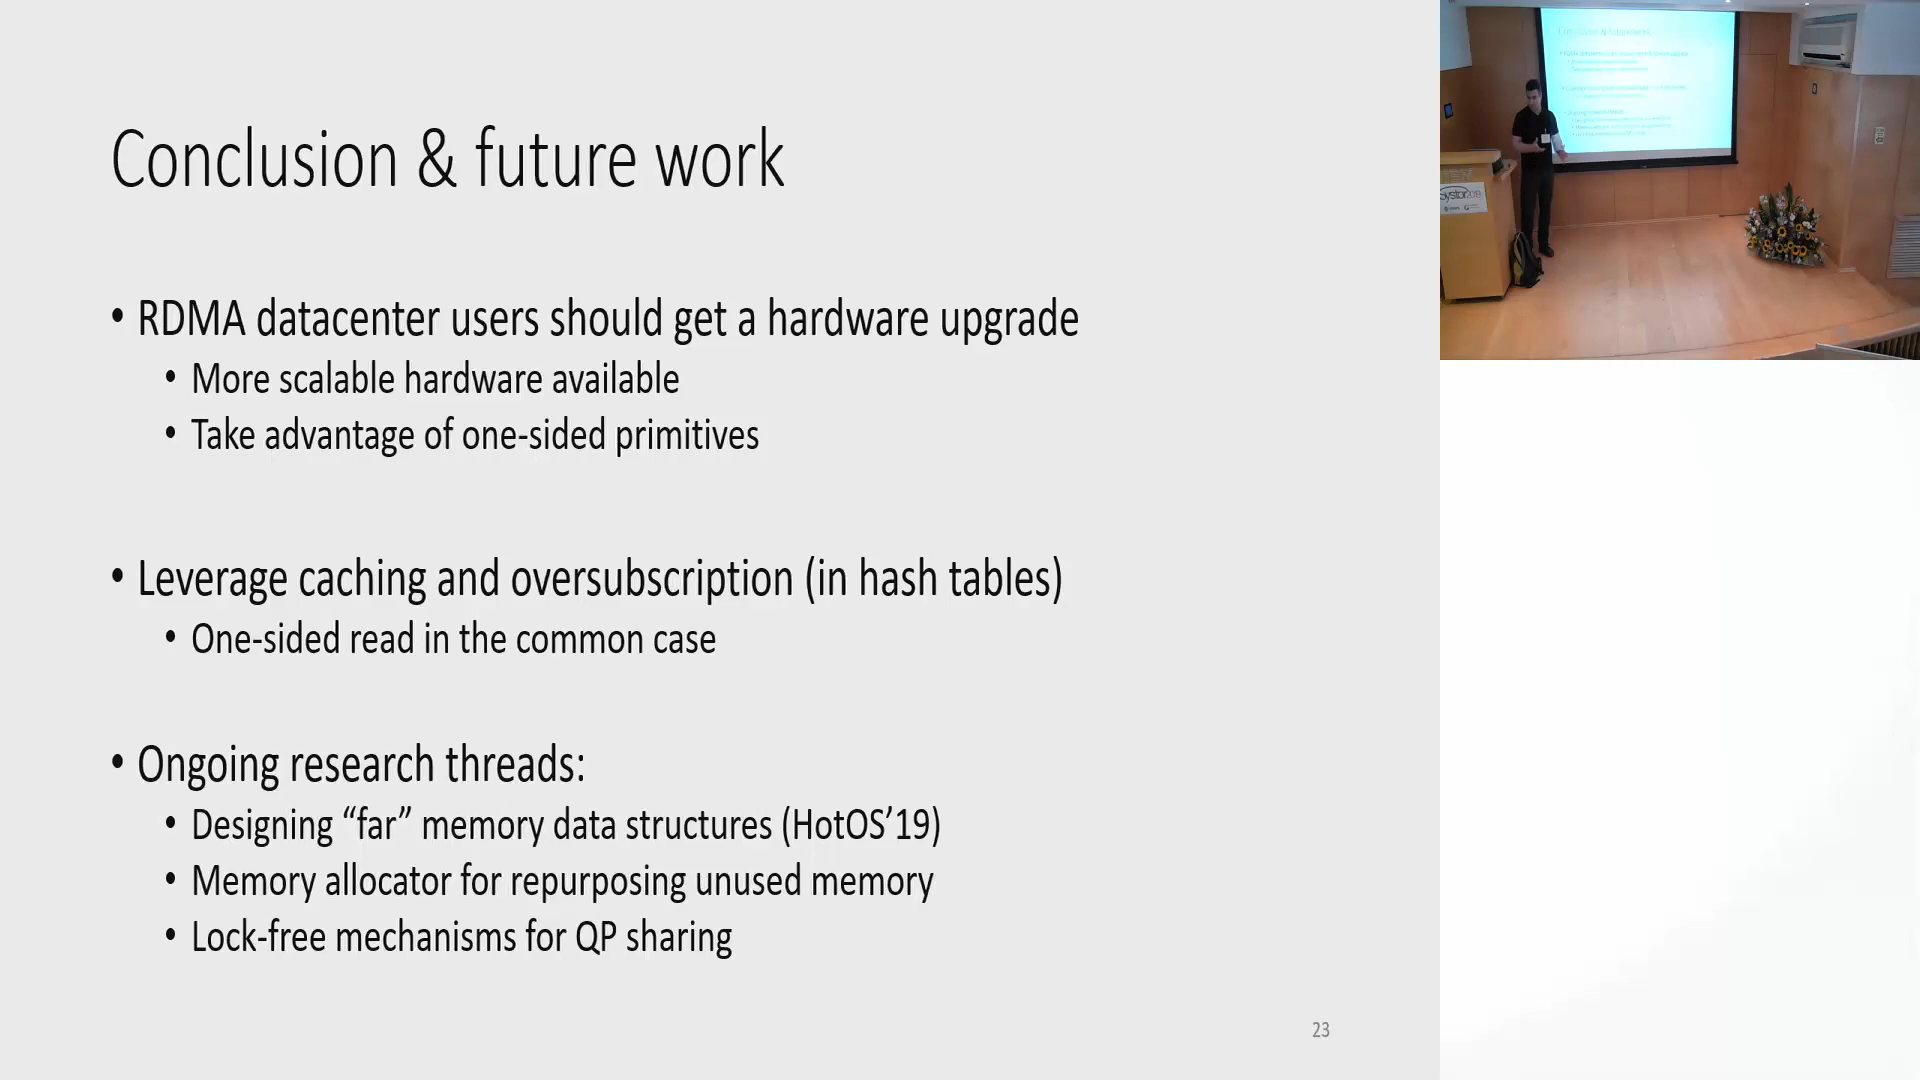 Conclusion & future work
• RDMA datacenter users should get a hardware upgrade
• More scalable hardware available
• Take advantage of one-sided primitives
• Leverage caching and oversubscription (in hash tables)
• One-sided read in the common case
• Ongoing research threads:
• Designing “far” memory data structures (HotOS’19)
• Memory allocator for repurposing unused memory
• Lock-free mechanisms for QP sharing
23
systor